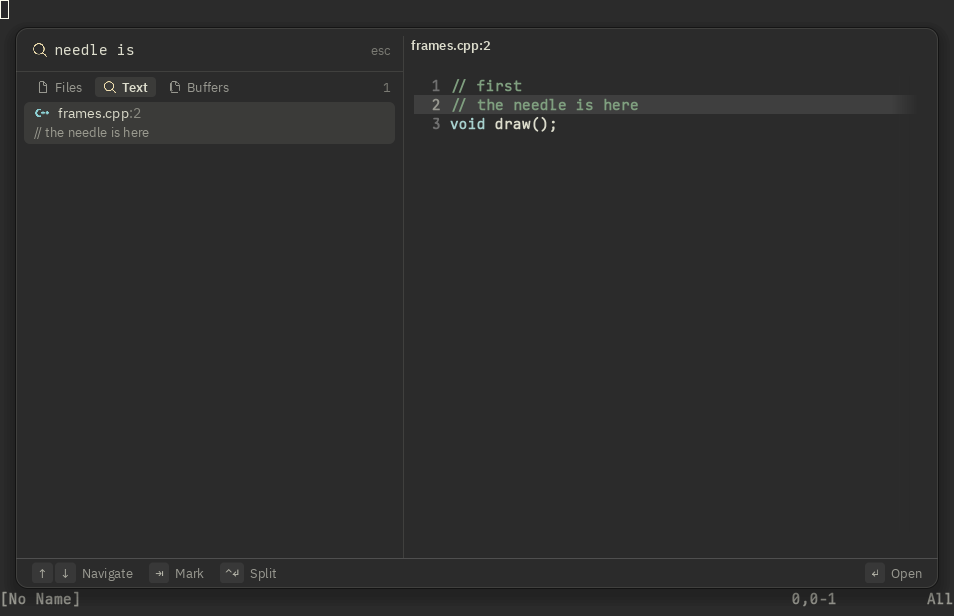 needle is esc
Files Text Buffers 1
C++ frames.cpp:2
// the needle is here
frames.cpp:2
1 // first
2 // the needle is here
3 void draw();
↑ ↓ Navigate ⇥ Mark ^↵ Split ↵ Open
[No Name] 0,0-1 All